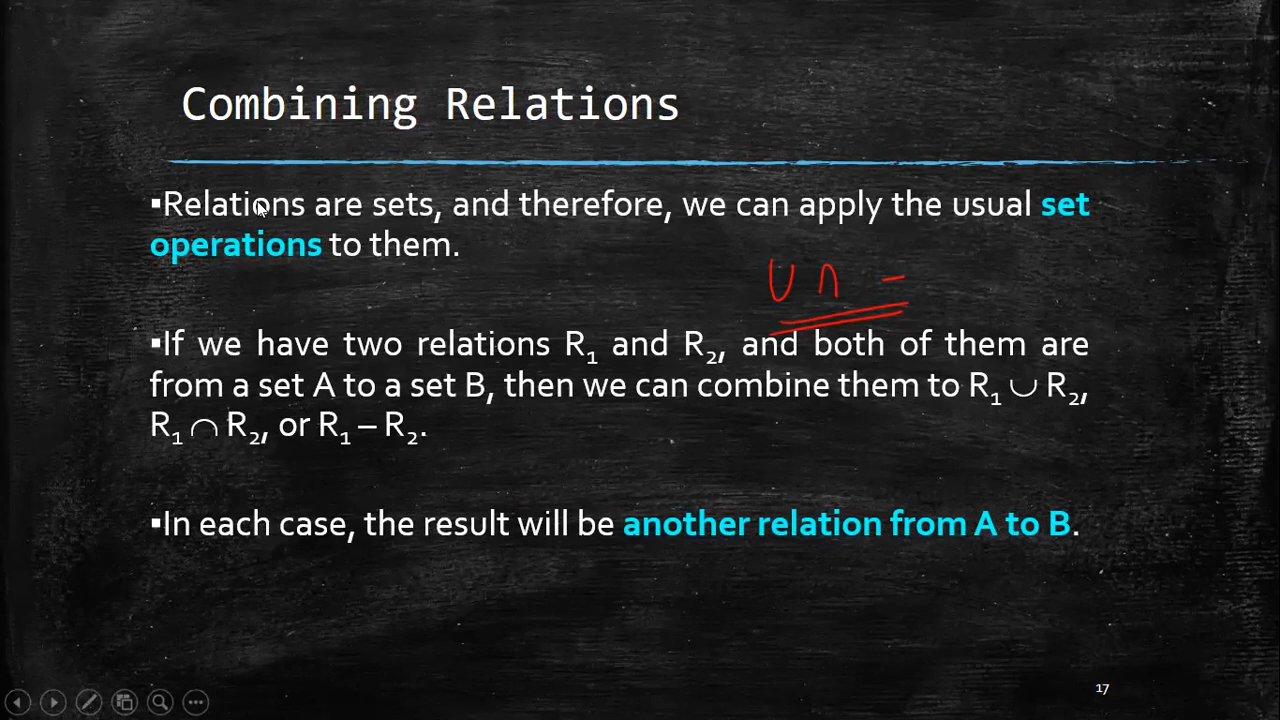 Combining Relations
▪Relations are sets, and therefore, we can apply the usual set
operations to them.
∪ ∩ −
▪If we have two relations R₁ and R₂, and both of them are
from a set A to a set B, then we can combine them to R₁ ∪ R₂,
R₁ ∩ R₂, or R₁ – R₂.
▪In each case, the result will be another relation from A to B.
17